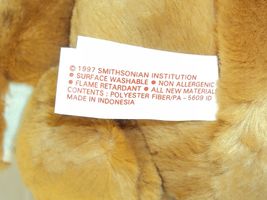 © 1997 SMITHSONIAN INSTITUTION
• SURFACE WASHABLE • NON ALLERGENIC
• FLAME RETARDANT • ALL NEW MATERIAL
CONTENTS : POLYESTER FIBER/PA - 5609 ID
MADE IN INDONESIA